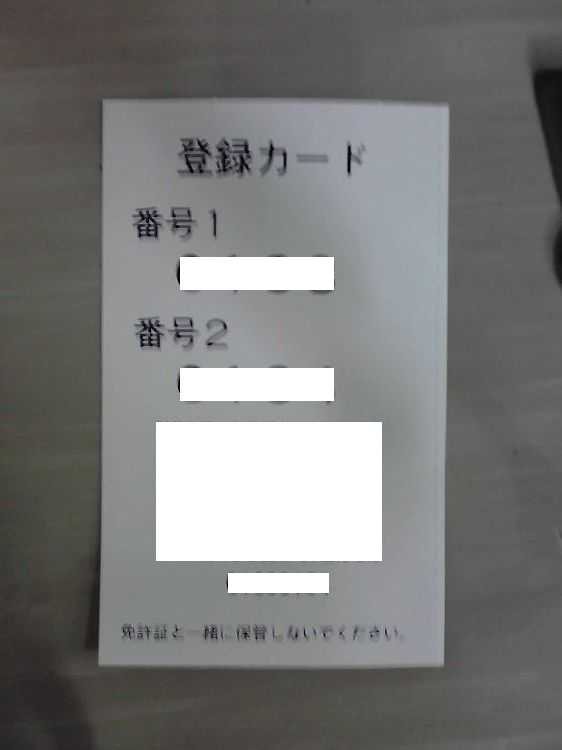 登録カード
番号1
番号2
免許証と一緒に保管しないでください。